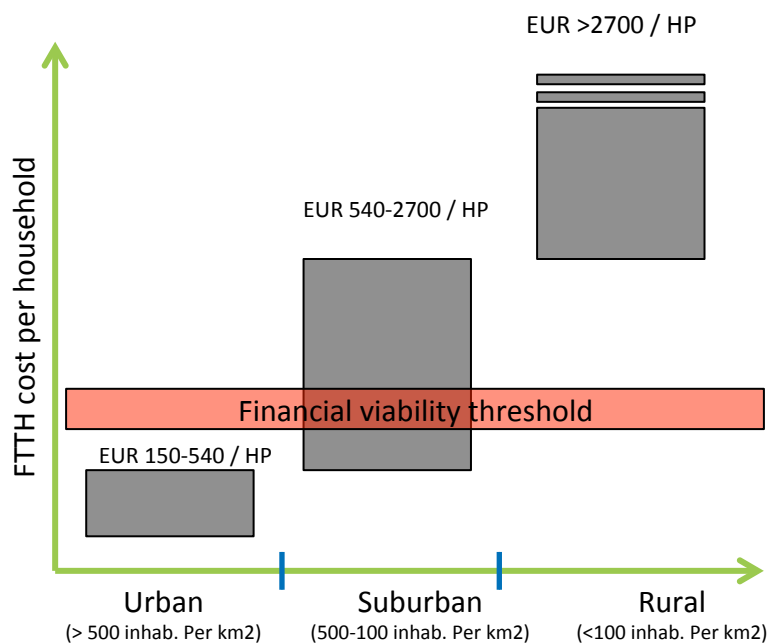 EUR >2700 / HP
EUR 540-2700 / HP
FTTH cost per household
Financial viability threshold
EUR 150-540 / HP
Urban
(> 500 inhab. Per km2)
Suburban
(500-100 inhab. Per km2)
Rural
(<100 inhab. Per km2)